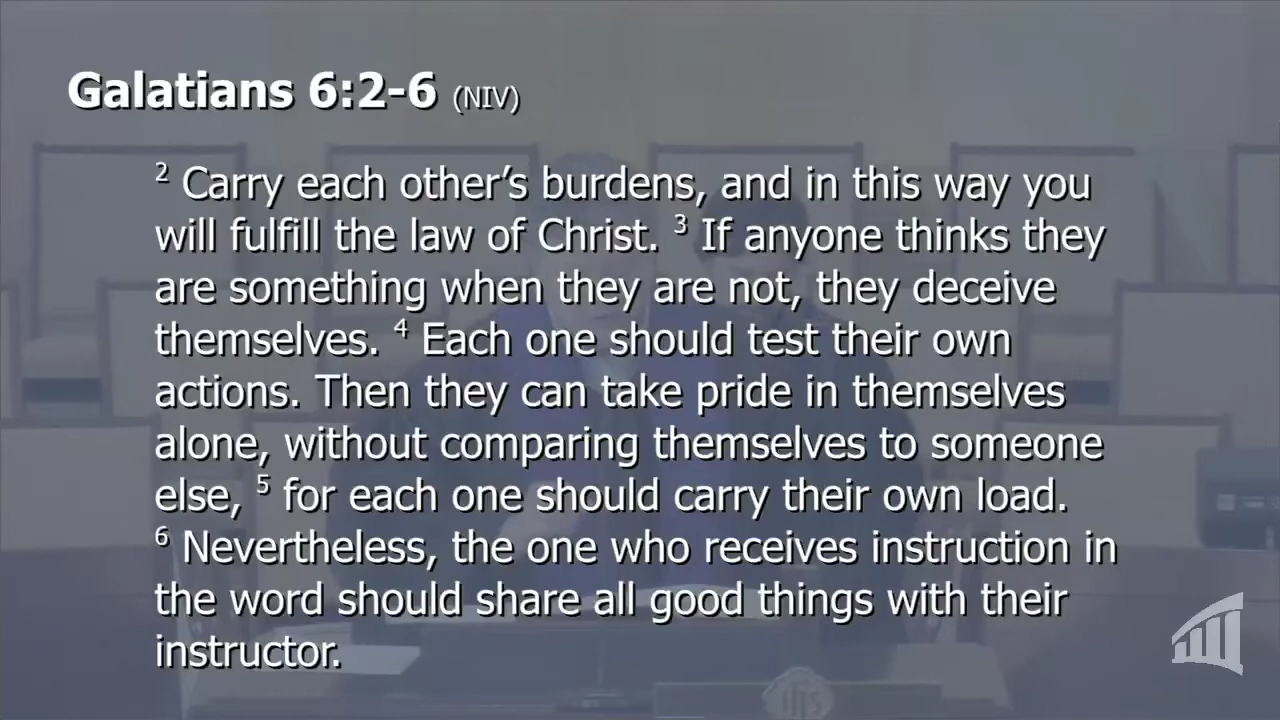 Galatians 6:2-6 (NIV)
² Carry each other’s burdens, and in this way you
will fulfill the law of Christ. ³ If anyone thinks they
are something when they are not, they deceive
themselves. ⁴ Each one should test their own
actions. Then they can take pride in themselves
alone, without comparing themselves to someone
else, ⁵ for each one should carry their own load.
⁶ Nevertheless, the one who receives instruction in
the word should share all good things with their
instructor.